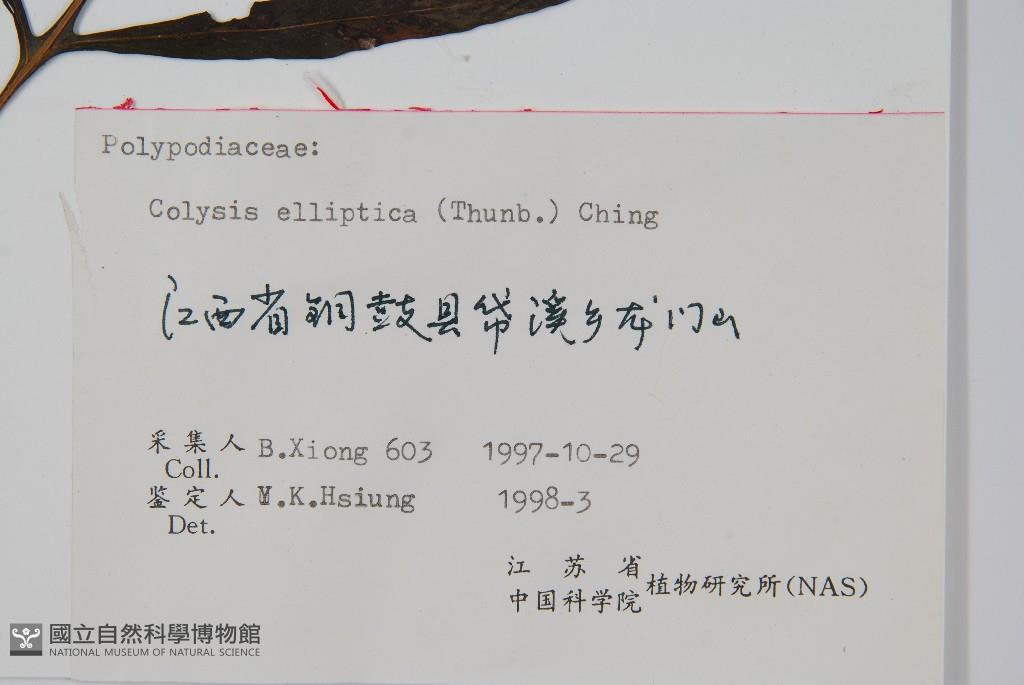 Polypodiaceae:
Colysis elliptica (Thunb.) Ching
江西省铜鼓县带溪乡龙门山
采集人 B.Xiong 603 1997-10-29
Coll.
鉴定人 Y.K.Hsiung 1998-3
Det.
江苏省
中国科学院植物研究所(NAS)
國立自然科學博物館
NATIONAL MUSEUM OF NATURAL SCIENCE